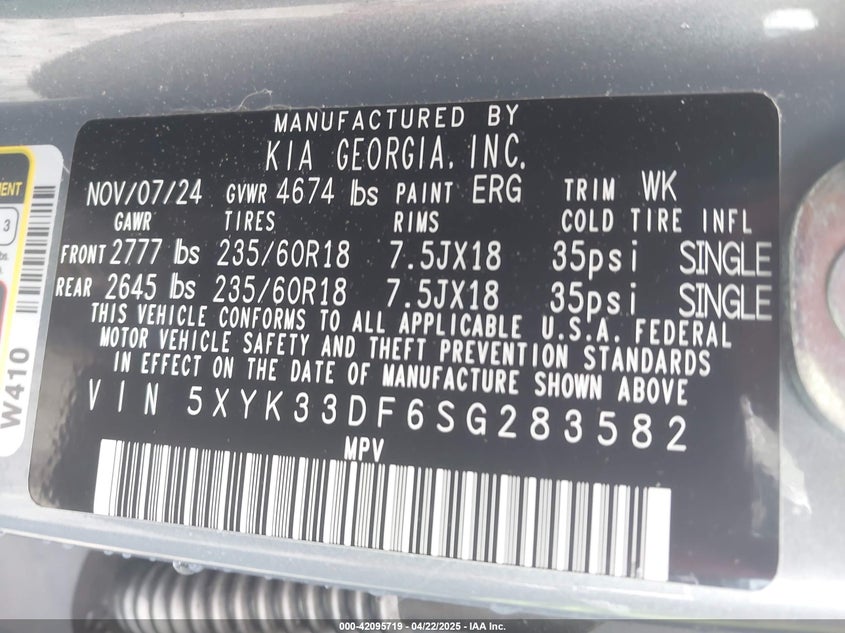 MANUFACTURED BY
KIA GEORGIA, INC.
NOV/07/24 GVWR 4674 lbs PAINT ERG TRIM WK
GAWR TIRES RIMS COLD TIRE INFL
FRONT 2777 lbs 235/60R18 7.5JX18 35psi SINGLE
REAR 2645 lbs 235/60R18 7.5JX18 35psi SINGLE
THIS VEHICLE CONFORMS TO ALL APPLICABLE U.S.A. FEDERAL
MOTOR VEHICLE SAFETY AND THEFT PREVENTION STANDARDS
IN EFFECT ON THE DATE OF MANUFACTURE SHOWN ABOVE
VIN 5XYK33DF6SG283582
MPV
3
W410
000-42095719 - 04/22/2025 - IAA Inc.